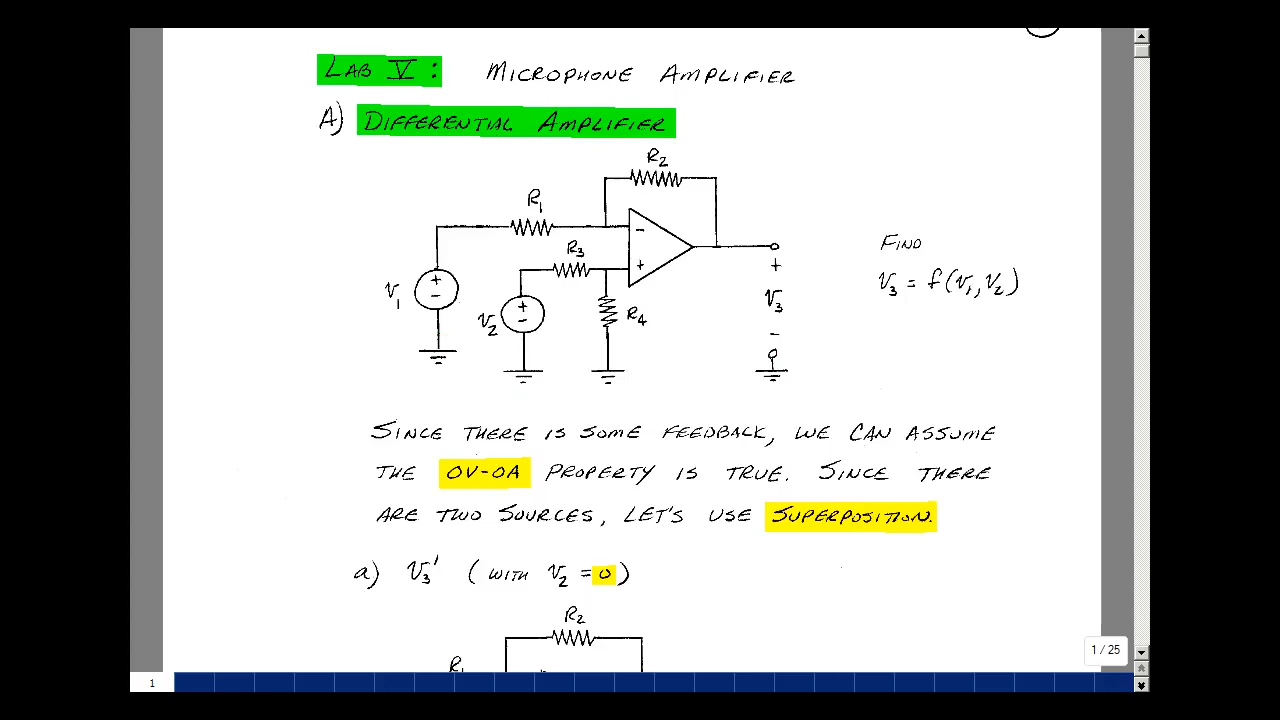 LAB V: MICROPHONE AMPLIFIER
A) DIFFERENTIAL AMPLIFIER
R2
R1
R3
FIND
V3 = f(V1, V2)
V1
V2
R4
V3
SINCE THERE IS SOME FEEDBACK, WE CAN ASSUME
THE 0V-0A PROPERTY IS TRUE. SINCE THERE
ARE TWO SOURCES, LET'S USE SUPERPOSITION.
a) V3' (WITH V2 = 0)
R2
R1
1 / 25
1